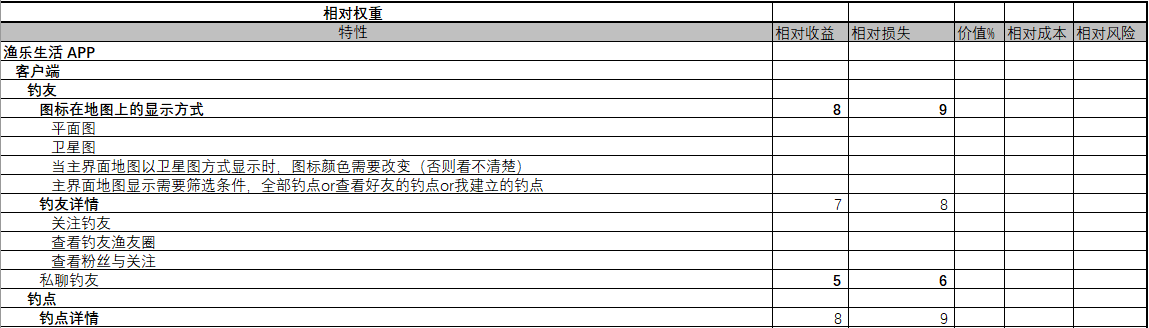 相对权重
特性 相对收益 相对损失 价值% 相对成本 相对风险
渔乐生活 APP
客户端
钓友
图标在地图上的显示方式 8 9
平面图
卫星图
当主界面地图以卫星图方式显示时，图标颜色需要改变（否则看不清楚）
主界面地图显示需要筛选条件，全部钓点or查看好友的钓点or我建立的钓点
钓友详情 7 8
关注钓友
查看钓友渔友圈
查看粉丝与关注
私聊钓友 5 6
钓点
钓点详情 8 9